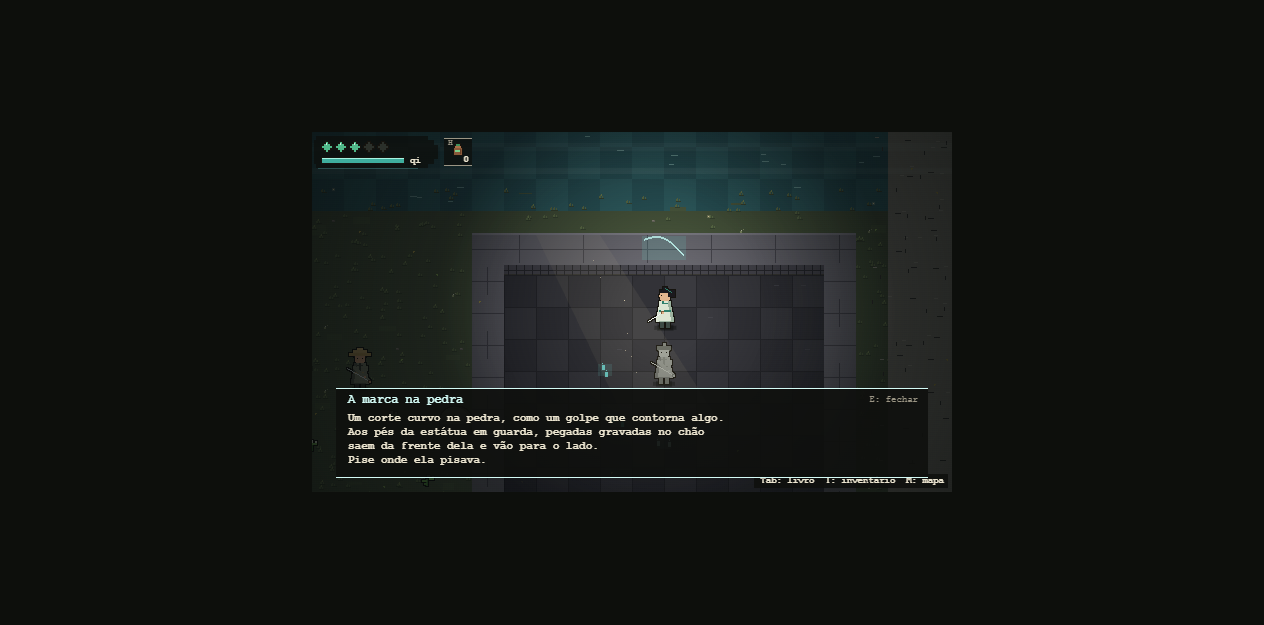 qi
H
0
A marca na pedra
E: fechar
Um corte curvo na pedra, como um golpe que contorna algo.
Aos pés da estátua em guarda, pegadas gravadas no chão
saem da frente dela e vão para o lado.
Pise onde ela pisava.
Tab: livro I: inventário M: mapa